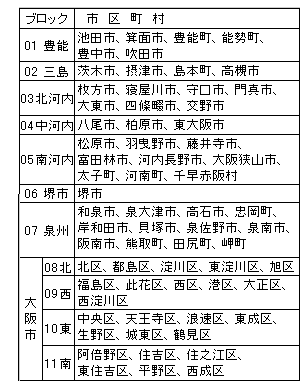 ブロック 市 区 町 村
01 豊能 池田市、箕面市、豊能町、能勢町、
豊中市、吹田市
02 三島 茨木市、摂津市、島本町、高槻市
03北河内 枚方市、寝屋川市、守口市、門真市、
大東市、四條畷市、交野市
04中河内 八尾市、柏原市、東大阪市
05南河内 松原市、羽曳野市、藤井寺市、
富田林市、河内長野市、大阪狭山市、
太子町、河南町、千早赤阪村
06 堺市 堺市
07 泉州 和泉市、泉大津市、高石市、忠岡町、
岸和田市、貝塚市、泉佐野市、泉南市、
阪南市、熊取町、田尻町、岬町
大阪市
08北 北区、都島区、淀川区、東淀川区、旭区
09西 福島区、此花区、西区、港区、大正区、
西淀川区
10東 中央区、天王寺区、浪速区、東成区、
生野区、城東区、鶴見区
11南 阿倍野区、住吉区、住之江区、
東住吉区、平野区、西成区